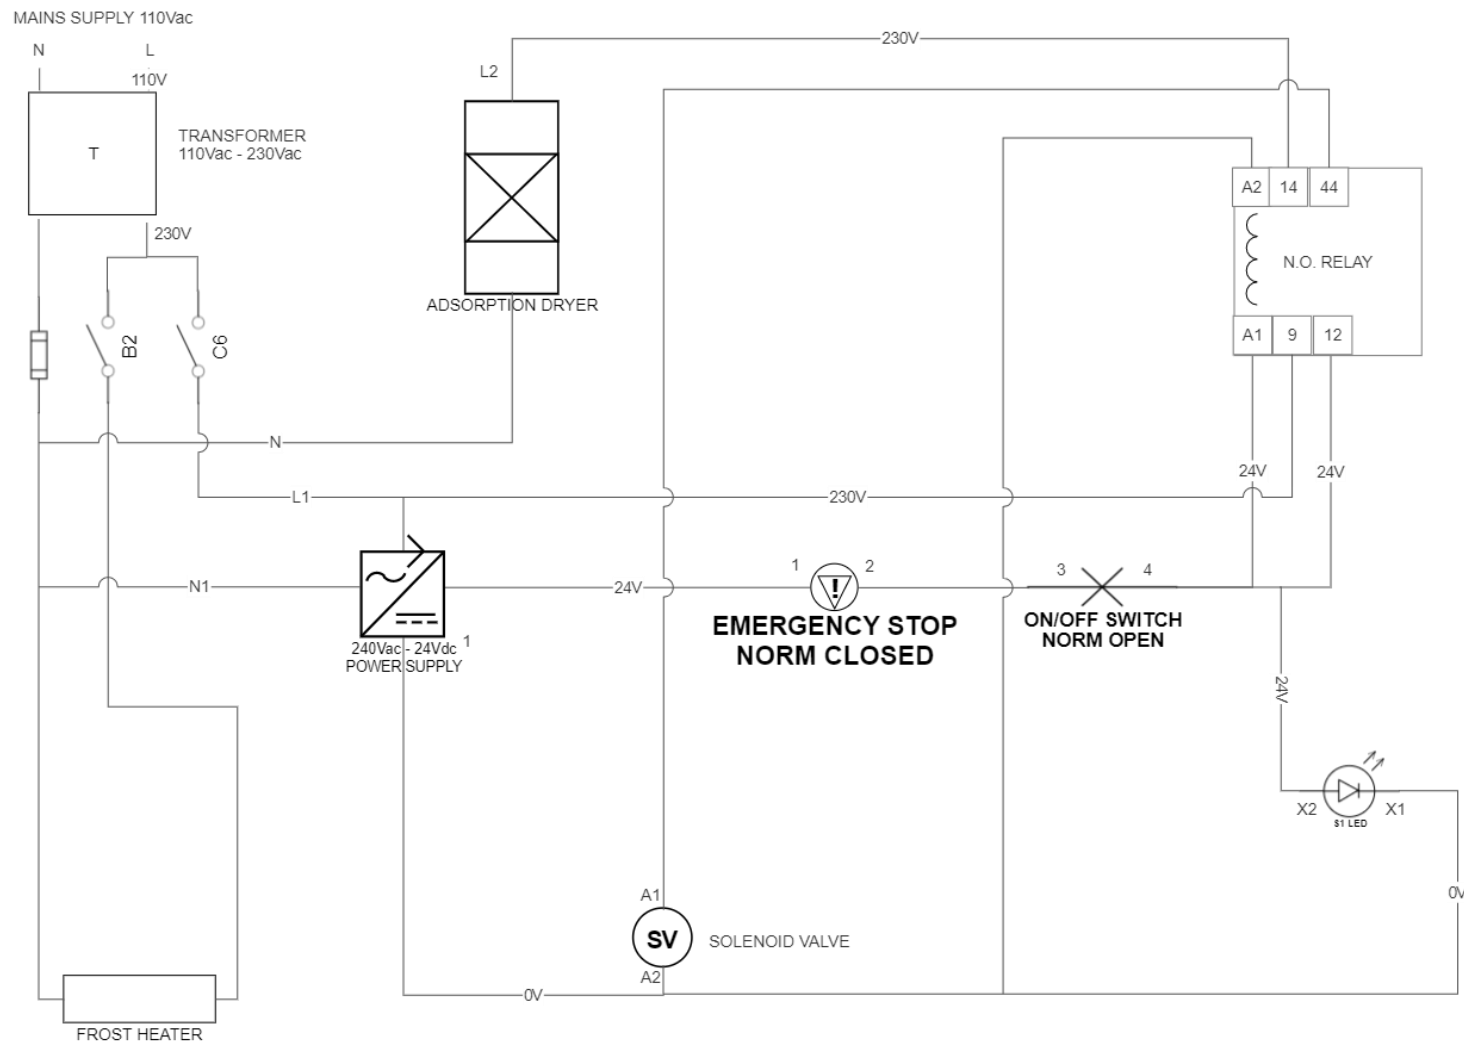 MAINS SUPPLY 110Vac
N
L
110V
T
TRANSFORMER
110Vac - 230Vac
230V
B2
C6
L2
ADSORPTION DRYER
230V
A2
14
44
N.O. RELAY
A1
9
12
24V
24V
N
L1
230V
N1
24V
1
2
EMERGENCY STOP
NORM CLOSED
3
4
ON/OFF SWITCH
NORM OPEN
240Vac - 24Vdc
1
POWER SUPPLY
24V
X2
X1
S1 LED
0V
A1
SV
SOLENOID VALVE
A2
0V
FROST HEATER